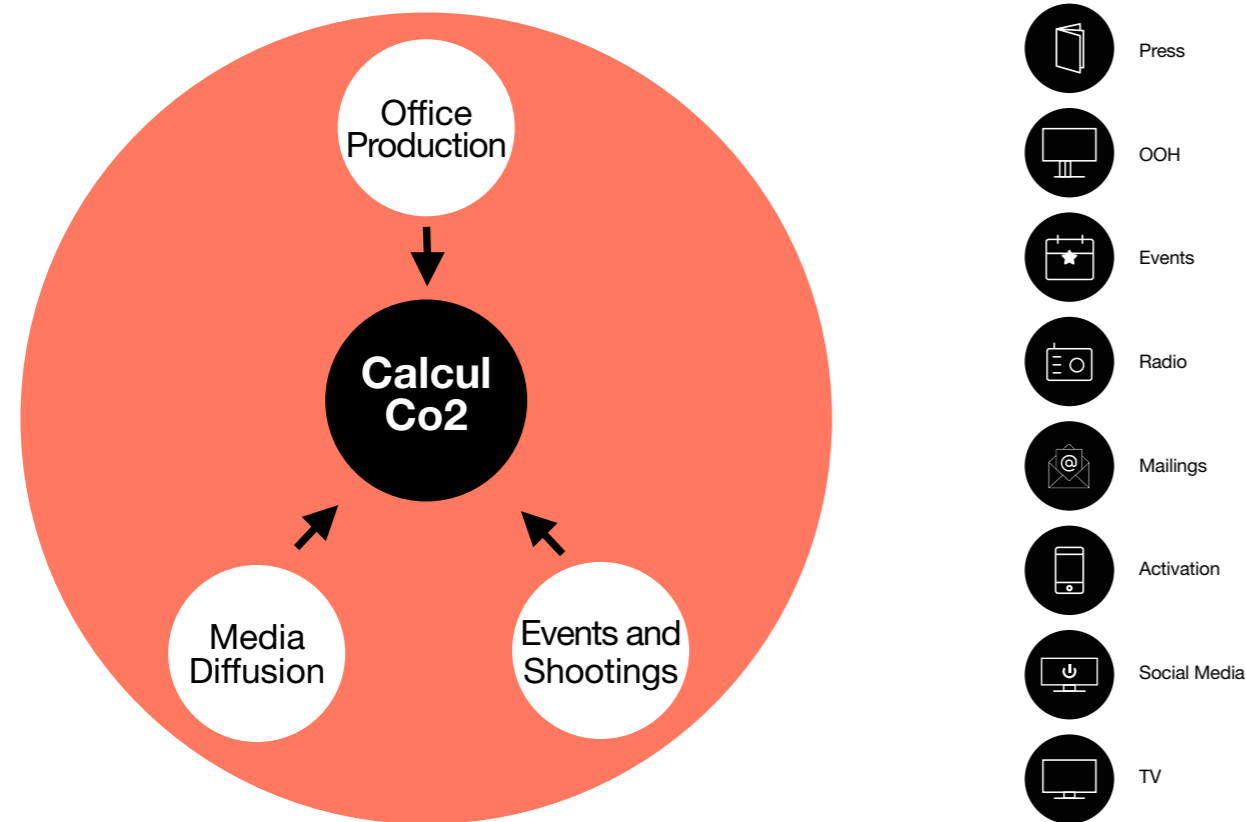 Office
Production
Calcul
Co2
Media
Diffusion
Events and
Shootings
Press
OOH
Events
Radio
@
Mailings
Activation
Social Media
TV